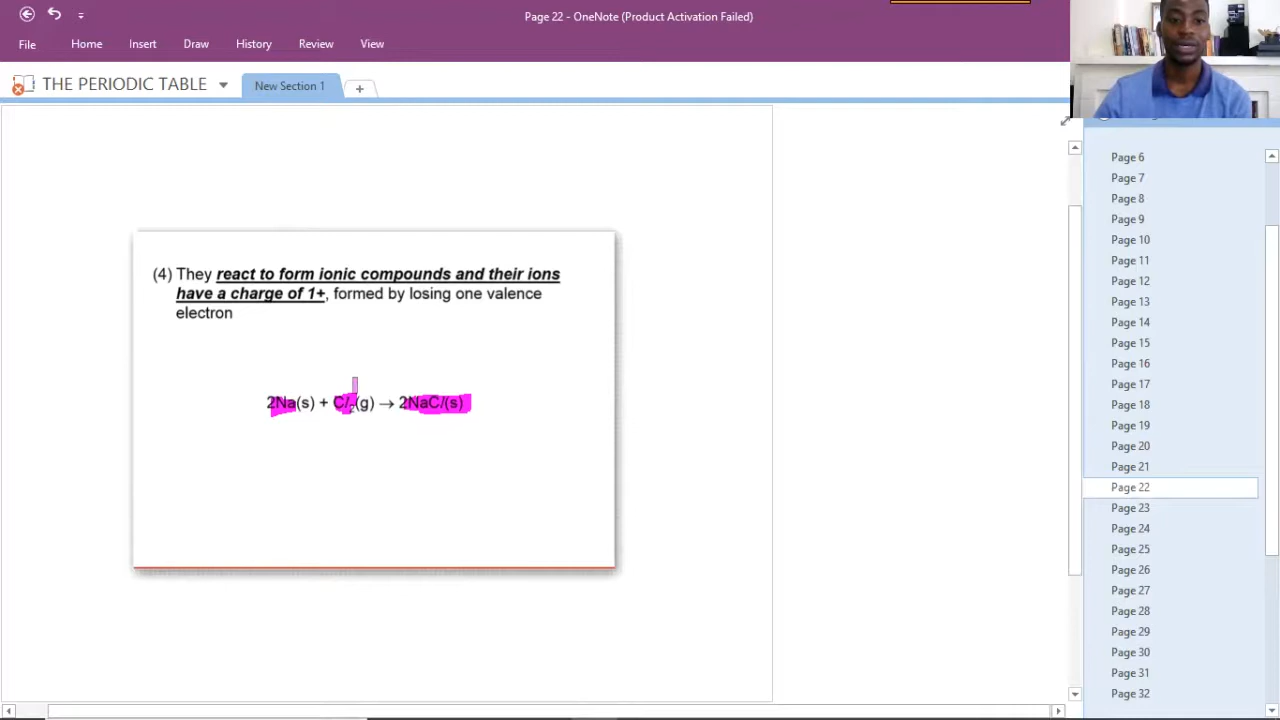 Page 22 - OneNote (Product Activation Failed)
File Home Insert Draw History Review View
THE PERIODIC TABLE New Section 1 +
(4) They react to form ionic compounds and their ions
have a charge of 1+, formed by losing one valence
electron
2Na(s) + Cl₂(g) → 2NaCl(s)
Page 6
Page 7
Page 8
Page 9
Page 10
Page 11
Page 12
Page 13
Page 14
Page 15
Page 16
Page 17
Page 18
Page 19
Page 20
Page 21
Page 22
Page 23
Page 24
Page 25
Page 26
Page 27
Page 28
Page 29
Page 30
Page 31
Page 32